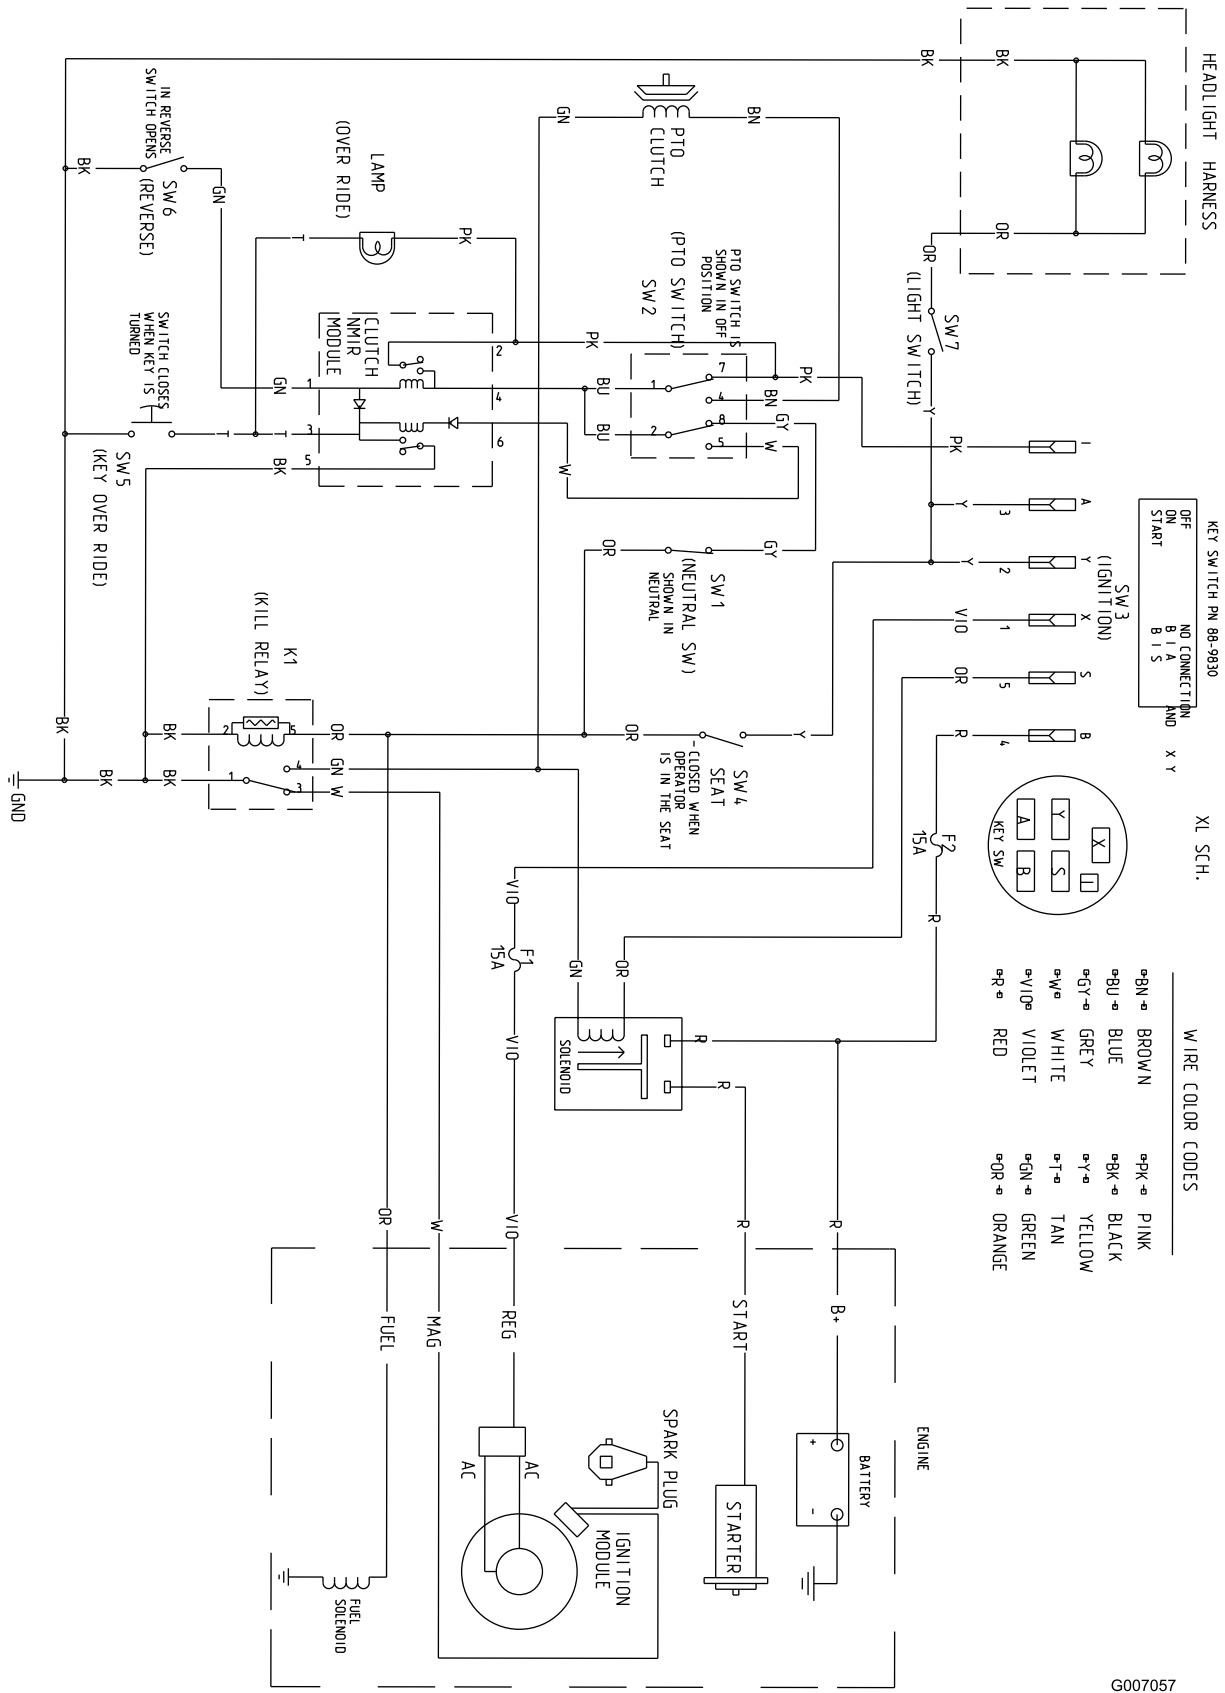 HEADLIGHT HARNESS
BK
BK
OR
OR
SW7
(LIGHT SWITCH)
Y
BN
GN
PTO
CLUTCH
PTO SWITCH IS
SHOWN IN OFF
POSITION
(PTO SWITCH)
SW2
IN REVERSE
SWITCH OPENS
SW6
(REVERSE)
BK
GN
LAMP
(OVER RIDE)
T
PK
CLUTCH
NMIR
MODULE
1
2
3
4
5
6
PK
PK
BU
BU
1
2
7
4
8
5
BN
GY
W
W
GN
T
T
BK
SWITCH CLOSES
WHEN KEY IS
TURNED
SW5
(KEY OVER RIDE)
PK
I
Y
3
A
Y
2
Y
VIO
1
X
OR
5
S
R
4
B
SW3
(IGNITION)
KEY SWITCH PN 88-9830
OFF NO CONNECTION
ON B I A AND X Y
START B I S
OR
GY
SW1
(NEUTRAL SW)
SHOWN IN
NEUTRAL
K1
(KILL RELAY)
BK
2
5
OR
OR
Y
SW4
SEAT
- CLOSED WHEN
OPERATOR
IS IN THE SEAT
BK
GND
BK
BK
1
4
3
GN
W
F2
15A
R
X
Y
A
I
S
B
KEY SW
XL SCH.
VIO
F1
15A
VIO
GN
OR
SOLENOID
R
R
WIRE COLOR CODES
BN BROWN
PK PINK
BU BLUE
BK BLACK
GY GREY
Y YELLOW
W WHITE
T TAN
VIO VIOLET
GN GREEN
R RED
OR ORANGE
OR
W
VIO
R
R
FUEL
MAG
REG
START
B+
ENGINE
BATTERY
+
-
STARTER
SPARK PLUG
IGNITION
MODULE
AC
AC
FUEL
SOLENOID
G007057